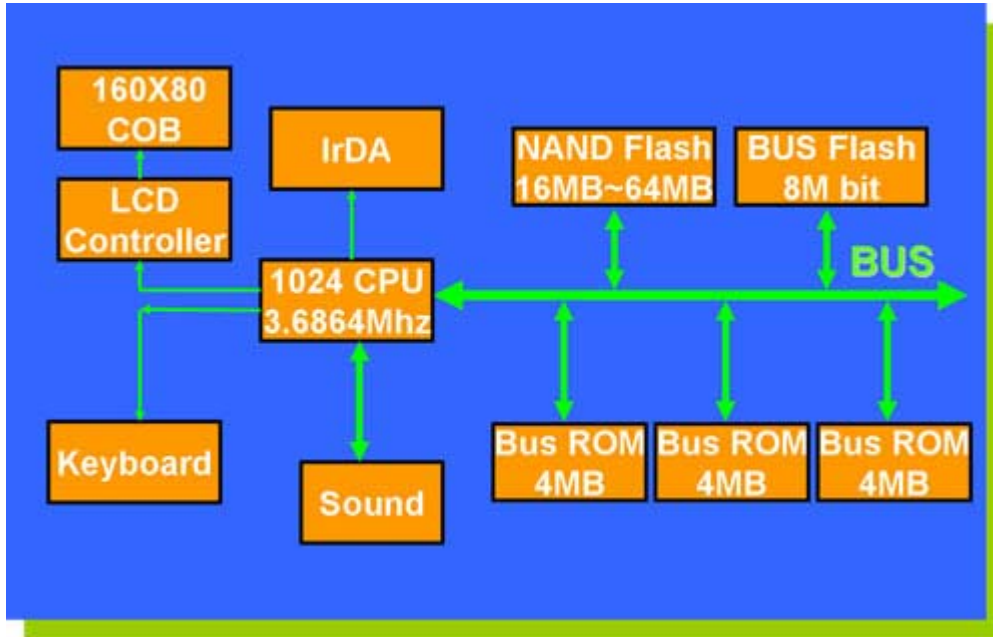 160X80
COB
IrDA
NAND Flash
16MB~64MB
BUS Flash
8M bit
LCD
Controller
BUS
1024 CPU
3.6864Mhz
Keyboard
Sound
Bus ROM
4MB
Bus ROM
4MB
Bus ROM
4MB